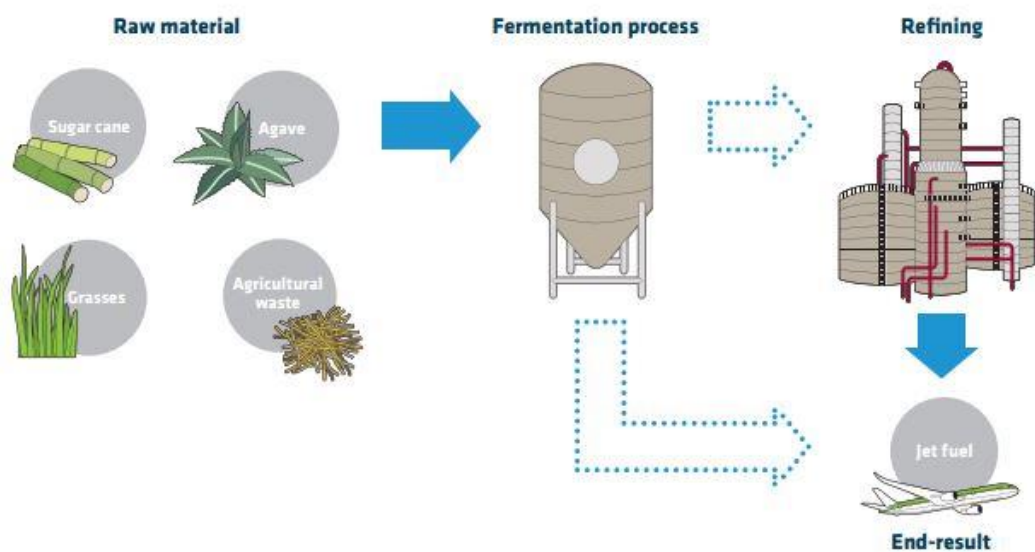 Raw material
Fermentation process
Refining
Sugar cane
Agave
Grasses
Agricultural
waste
Jet fuel
End-result